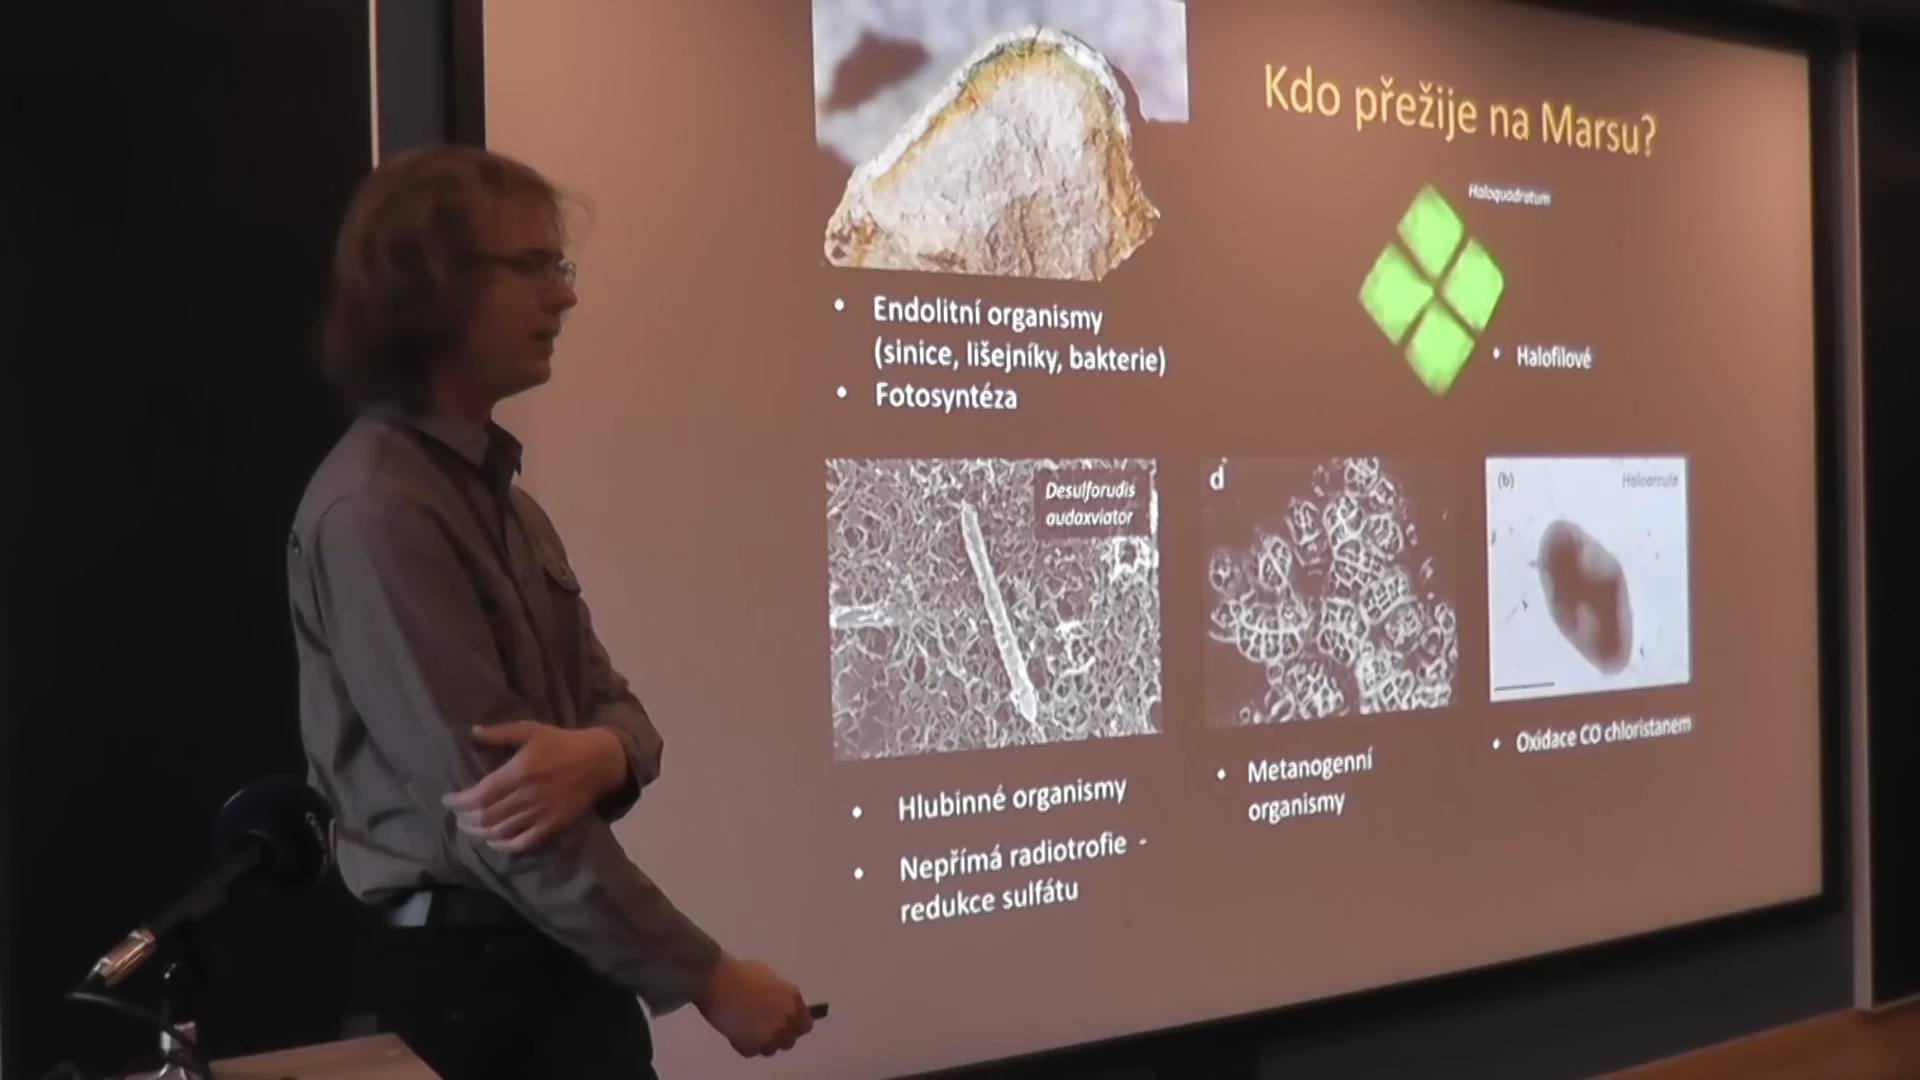 Kdo přežije na Marsu?
Haloquadratum
• Halofilové
• Endolitní organismy
(sinice, lišejníky, bakterie)
• Fotosyntéza
Desulforudis
audaxviator
• Hlubinné organismy
• Nepřímá radiotrofie -
redukce sulfátu
d
• Metanogenní
organismy
(b)
Haloarcula
• Oxidace CO chloristanem